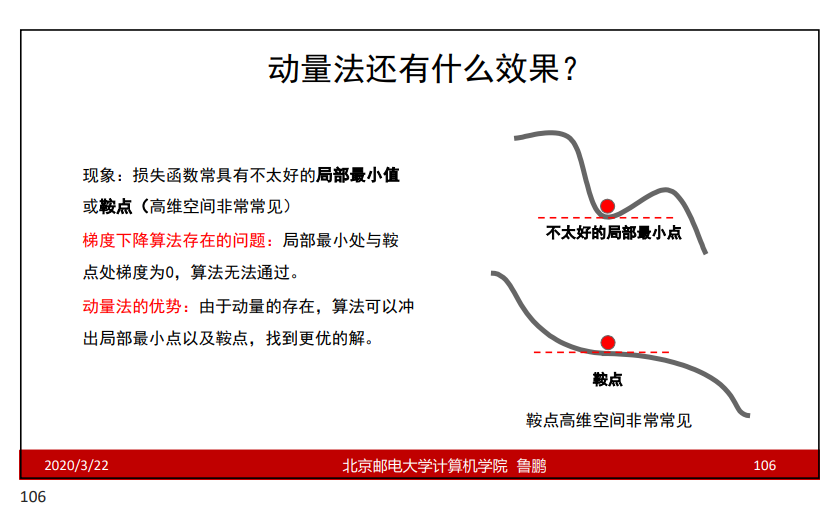 动量法还有什么效果？
现象：损失函数常具有不太好的局部最小值
或鞍点（高维空间非常常见）
梯度下降算法存在的问题：局部最小处与鞍
点处梯度为0，算法无法通过。
动量法的优势：由于动量的存在，算法可以冲
出局部最小点以及鞍点，找到更优的解。
不太好的局部最小点
鞍点
鞍点高维空间非常常见
2020/3/22
北京邮电大学计算机学院 鲁鹏
106
106